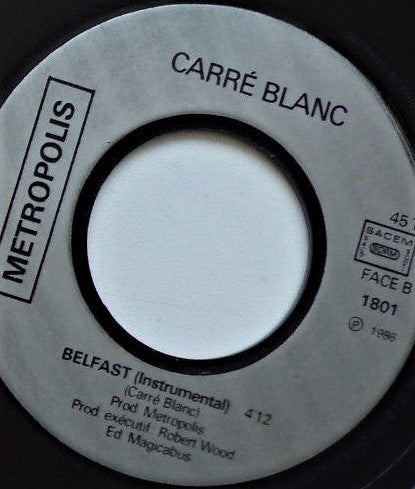 CARRÉ BLANC
METROPOLIS
45
SACEM
SDRM
FACE B
1801
Ⓟ 1986
BELFAST (Instrumental) 4'12
(Carré Blanc)
Prod. Metropolis
Prod. exécutif: Robert Wood
Ed. Magicabus